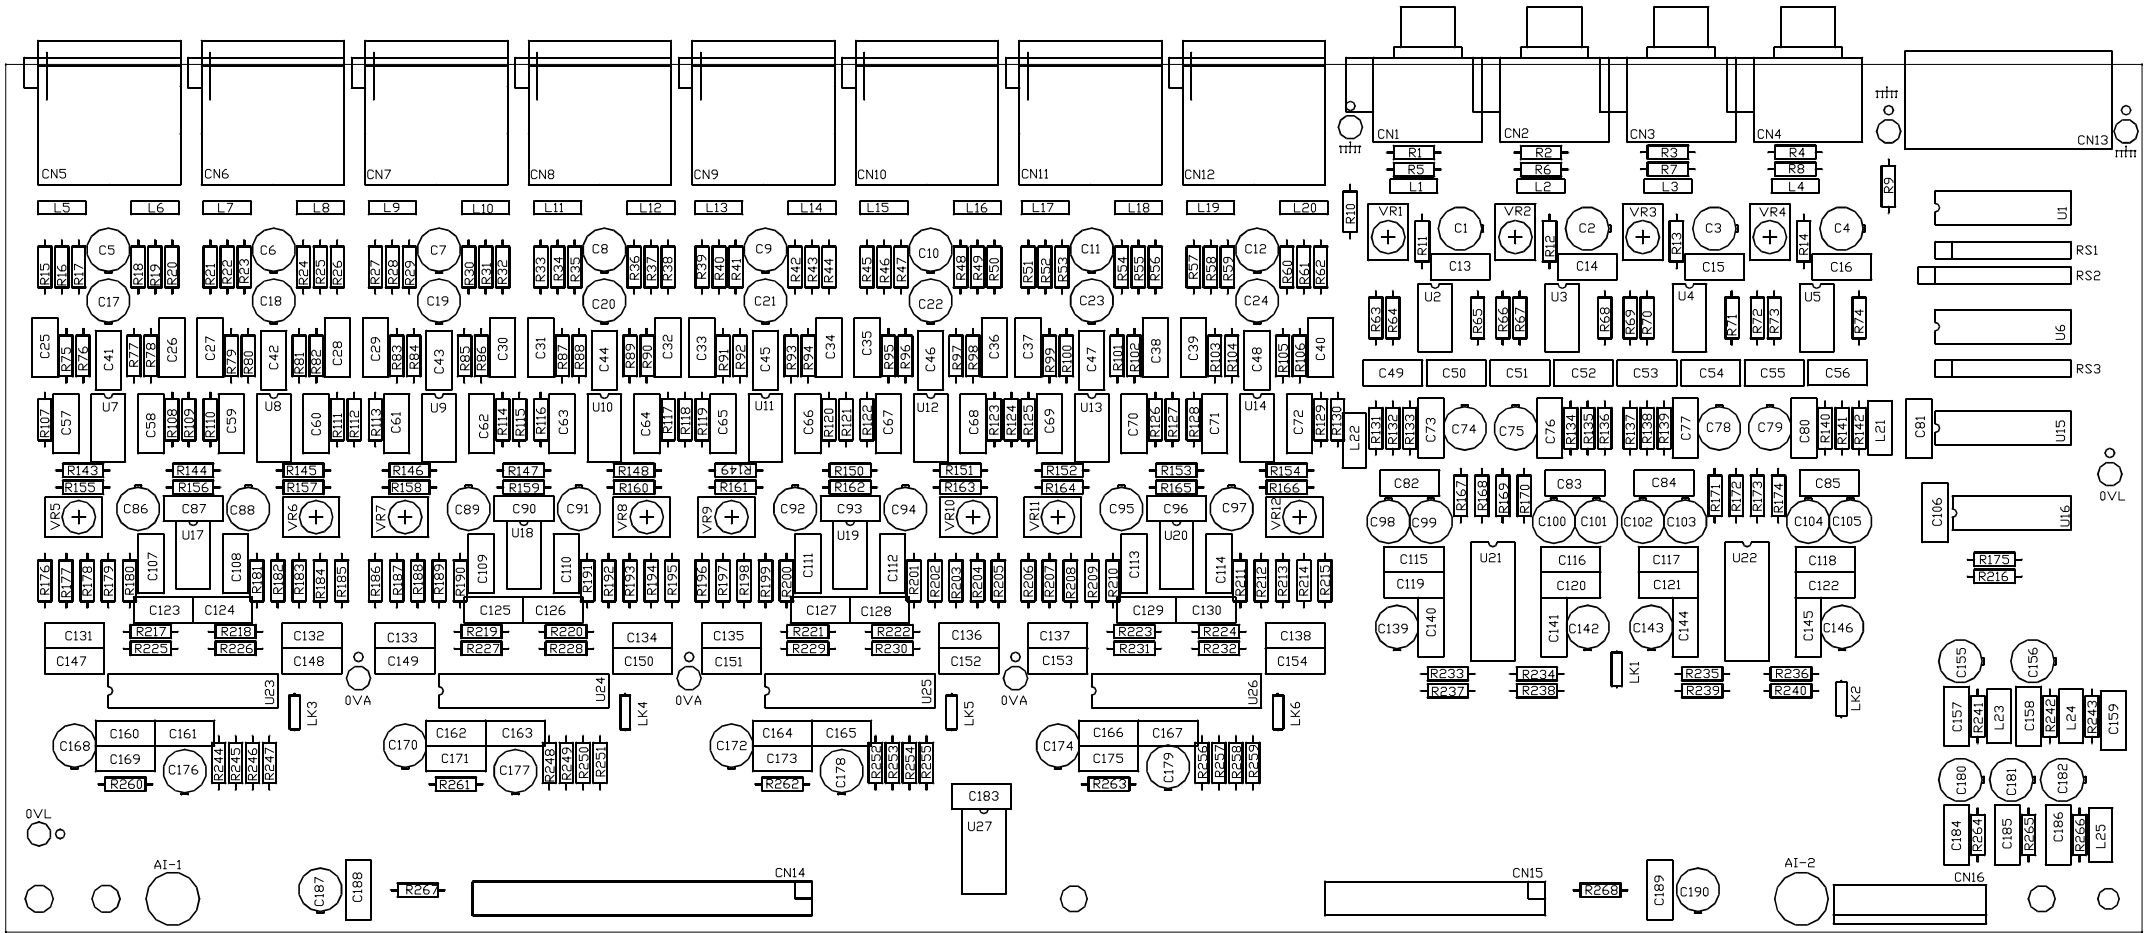 CN1 CN2 CN3 CN4 CN13
R1 R2 R3 R4
R5 R6 R7 R8
CN5 CN6 CN7 CN8 CN9 CN10 CN11 CN12
L1 L2 L3 L4 R9
L5 L6 L7 L8 L9 L10 L11 L12 L13 L14 L15 L16 L17 L18 L19 L20 R10 VR1 VR2 VR3 VR4 U1
R11 C1 R12 C2 R13 C3 R14 C4
C5 C6 C7 C8 C9 C10 C11 C12 RS1
R15 R16 R17 R18 R19 R20 R21 R22 R23 R24 R25 R26 R27 R28 R29 R30 R31 R32 R33 R34 R35 R36 R37 R38 R39 R40 R41 R42 R43 R44 R45 R46 R47 R48 R49 R50 R51 R52 R53 R54 R55 R56 R57 R58 R59 R60 R61 R62 C13 C14 C15 C16 RS2
C17 C18 C19 C20 C21 C22 C23 C24 U2 U3 U4 U5
R63 R64 R65 R66 R67 R68 R69 R70 R71 R72 R73 R74 U6
C25 R75 R76 C41 R77 R78 C26 C27 R79 R80 C42 R81 R82 C28 C29 R83 R84 C43 R85 R86 C30 C31 R87 R88 C44 R89 R90 C32 C33 R91 R92 C45 R93 R94 C34 C35 R95 R96 C46 R97 R98 C36 C37 R99 R100 C47 R101 R102 C38 C39 R103 R104 C48 R105 R106 C40
C49 C50 C51 C52 C53 C54 C55 C56 RS3
U7 U8 U9 U10 U11 U12 U13 U14
R107 C57 C58 R108 R109 R110 C59 C60 R111 R112 R113 C61 C62 R114 R115 R116 C63 C64 R117 R118 R119 C65 C66 R120 R121 R122 C67 C68 R123 R124 R125 C69 C70 R126 R127 R128 C71 C72 R129 R130 L22 R131 R132 R133 C73 C74 C75 C76 R134 R135 R136 R137 R138 R139 C77 C78 C79 C80 R140 R141 R142 L21 C81 U15
R143 R144 R145 R146 R147 R148 R149 R150 R151 R152 R153 R154
R155 R156 R157 R158 R159 R160 R161 R162 R163 R164 R165 R166 C82 R167 R168 R169 R170 C83 C84 R171 R172 R173 R174 C85 0VL
VR5 C86 C87 C88 VR6 VR7 C89 C90 C91 VR8 VR9 C92 C93 C94 VR10 VR11 C95 C96 C97 VR12 C98 C99 C100 C101 C102 C103 C104 C105 C106 U16
U17 U18 U19 U20 U21 U22
C107 C108 C109 C110 C111 C112 C113 C114 C115 C116 C117 C118 R175
R176 R177 R178 R179 R180 R181 R182 R183 R184 R185 R186 R187 R188 R189 R190 R191 R192 R193 R194 R195 R196 R197 R198 R199 R200 R201 R202 R203 R204 R205 R206 R207 R208 R209 R210 R211 R212 R213 R214 R215 C119 C120 C121 C122 R216
C123 C124 C125 C126 C127 C128 C129 C130
C131 R217 R218 C132 C133 R219 R220 C134 C135 R221 R222 C136 C137 R223 R224 C138 C139 C140 C141 C142 C143 C144 C145 C146
R225 R226 R227 R228 R229 R230 R231 R232
C147 C148 C149 C150 C151 C152 C153 C154 C155 C156
R233 R234 LK1 R235 R236
U23 U24 U25 U26 R237 R238 R239 R240 LK2
0VA 0VA 0VA
LK3 LK4 LK5 LK6 C157 R241 L23 C158 R242 L24 R243 C159
C160 C161 C162 C163 C164 C165 C166 C167
C168 C170 C172 C174
C169 R244 R245 R246 R247 C171 R248 R249 R250 R251 C173 R252 R253 R254 R255 C175 R256 R257 R258 R259
C176 C177 C178 C179 C180 C181 C182
R260 R261 R262 R263
C183
0VL U27 C184 R264 C185 R265 C186 R266 L25
AI-1 CN14 CN15 AI-2 CN16
C187 C188 R267 R268 C189 C190